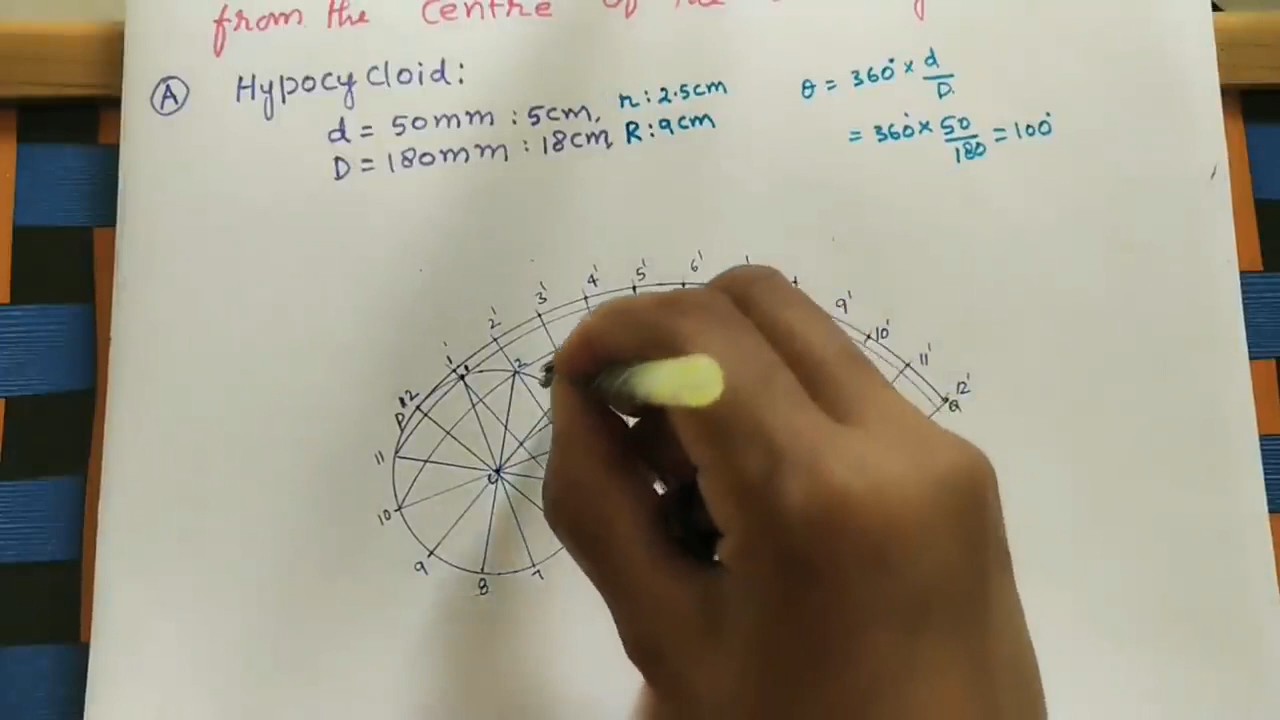 from the centre of
(A) Hypocycloid:
d = 50mm : 5cm, r : 2.5cm
D = 180mm : 18cm R : 9cm
θ = 360° × d/D.
= 360° × 50/180 = 100°
1' 2' 3' 4' 5' 6' 9' 10' 11' 12'
P 12 1 2 Q
11 C
10
9 8 7